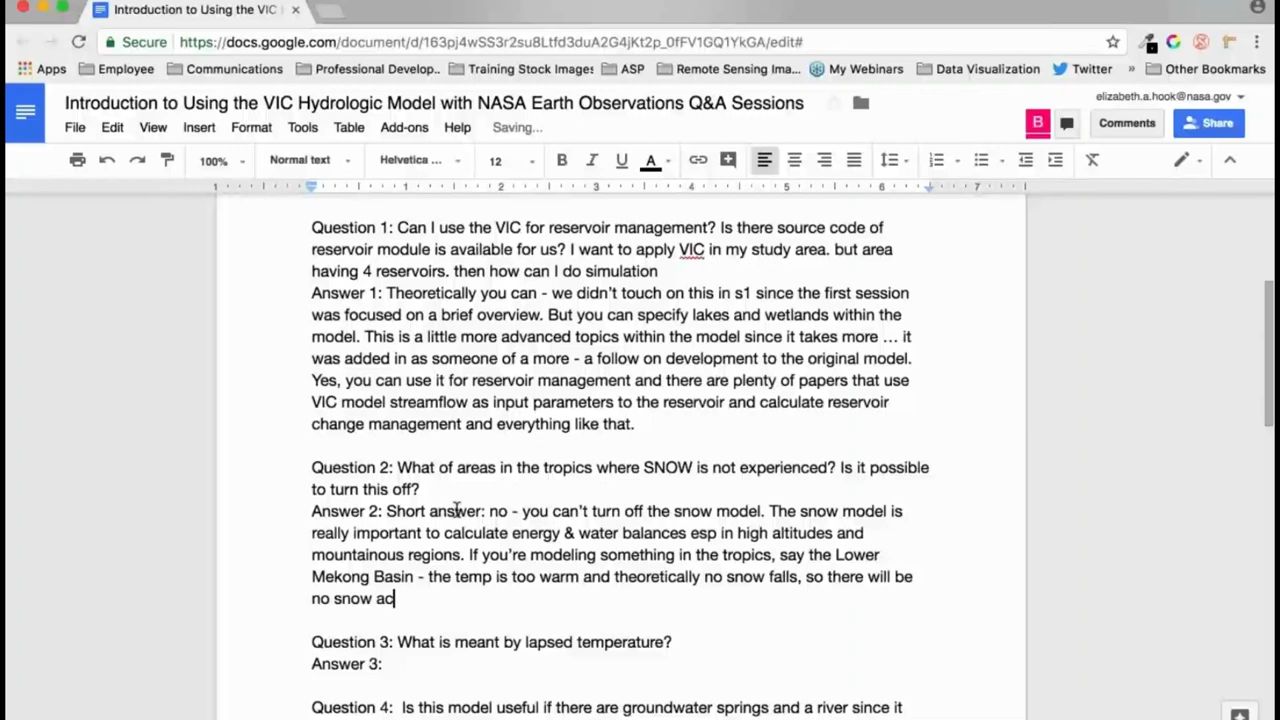 Introduction to Using the VIC
Secure https://docs.google.com/document/d/163pj4wSS3r2su8Ltfd3duA2G4jKt2p_0fFV1GQ1YkGA/edit#
Apps Employee Communications Professional Develop.. Training Stock Images ASP Remote Sensing Ima... My Webinars Data Visualization Twitter » Other Bookmarks
Introduction to Using the VIC Hydrologic Model with NASA Earth Observations Q&A Sessions
elizabeth.a.hook@nasa.gov
File Edit View Insert Format Tools Table Add-ons Help Saving...
B Comments Share
100% Normal text Helvetica ... 12 B I U A
1 1 2 3 4 5 6 7
Question 1: Can I use the VIC for reservoir management? Is there source code of
reservoir module is available for us? I want to apply VIC in my study area. but area
having 4 reservoirs. then how can I do simulation
Answer 1: Theoretically you can - we didn't touch on this in s1 since the first session
was focused on a brief overview. But you can specify lakes and wetlands within the
model. This is a little more advanced topics within the model since it takes more … it
was added in as someone of a more - a follow on development to the original model.
Yes, you can use it for reservoir management and there are plenty of papers that use
VIC model streamflow as input parameters to the reservoir and calculate reservoir
change management and everything like that.
Question 2: What of areas in the tropics where SNOW is not experienced? Is it possible
to turn this off?
Answer 2: Short answer: no - you can't turn off the snow model. The snow model is
really important to calculate energy & water balances esp in high altitudes and
mountainous regions. If you're modeling something in the tropics, say the Lower
Mekong Basin - the temp is too warm and theoretically no snow falls, so there will be
no snow ac
Question 3: What is meant by lapsed temperature?
Answer 3:
Question 4: Is this model useful if there are groundwater springs and a river since it